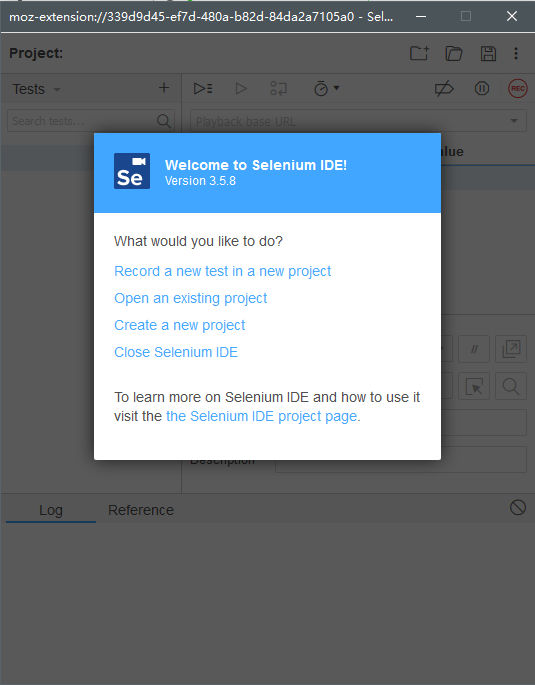 moz-extension://339d9d45-ef7d-480a-b82d-84da2a7105a0 - Sel...
Project:
Tests
REC
Search tests...
Playback base URL
Se
Welcome to Selenium IDE!
Version 3.5.8
alue
What would you like to do?
Record a new test in a new project
Open an existing project
Create a new project
Close Selenium IDE
//
To learn more on Selenium IDE and how to use it
visit the the Selenium IDE project page.
Description
Log
Reference